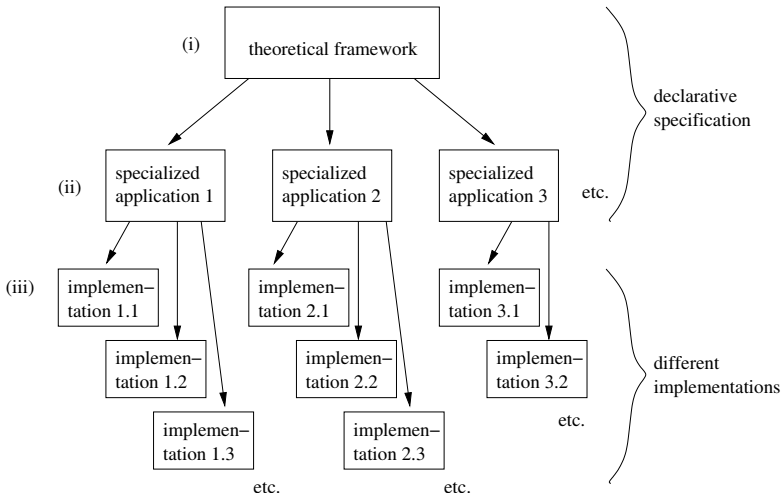 (i)
theoretical framework
declarative
specification
(ii)
specialized
application 1
specialized
application 2
specialized
application 3
etc.
(iii)
implemen−
tation 1.1
implemen−
tation 2.1
implemen−
tation 3.1
implemen−
tation 1.2
implemen−
tation 2.2
implemen−
tation 3.2
different
implementations
implemen−
tation 1.3
implemen−
tation 2.3
etc.
etc.
etc.